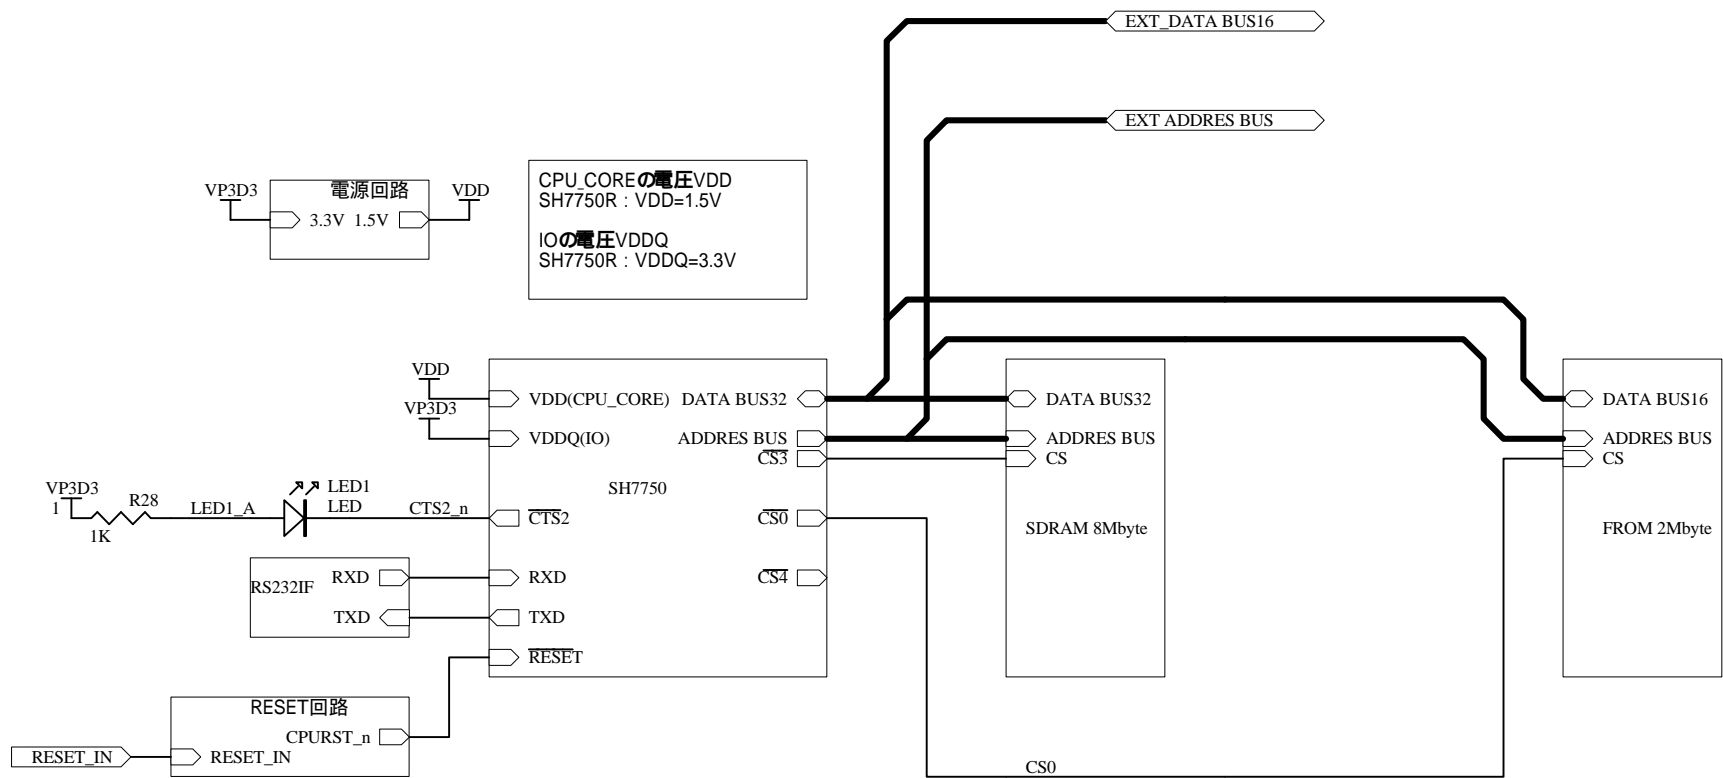 EXT_DATA BUS16
EXT ADDRES BUS
VP3D3
電源回路
VDD
3.3V 1.5V
CPU_COREの電圧VDD
SH7750R : VDD=1.5V
IOの電圧VDDQ
SH7750R : VDDQ=3.3V
VDD
VP3D3
VDD(CPU_CORE)
DATA BUS32
VDDQ(IO)
ADDRES BUS
CS3
SH7750
CTS2
CS0
RXD
CS4
TXD
RESET
DATA BUS32
ADDRES BUS
CS
SDRAM 8Mbyte
DATA BUS16
ADDRES BUS
CS
FROM 2Mbyte
VP3D3
1
R28
1K
LED1_A
LED1
LED
CTS2_n
RS232IF
RXD
TXD
RESET回路
CPURST_n
RESET_IN
RESET_IN
CS0